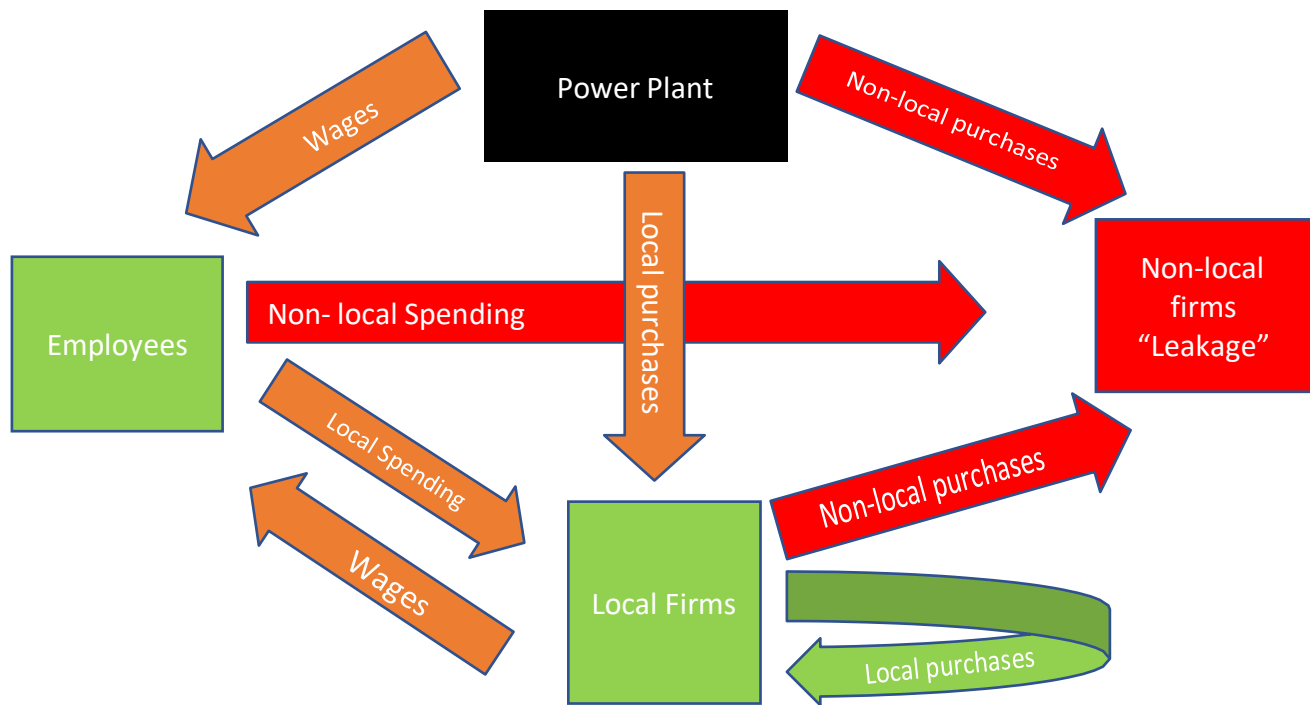 Power Plant
Wages
Non-local purchases
Local purchases
Non-local
firms
“Leakage”
Non- local Spending
Employees
Local Spending
Non-local purchases
Wages
Local Firms
Local purchases